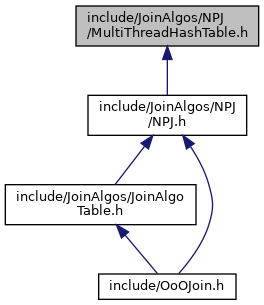 include/JoinAlgos/NPJ
/MultiThreadHashTable.h
include/JoinAlgos/NPJ
/NPJ.h
include/JoinAlgos/JoinAlgo
Table.h
include/OoOJoin.h